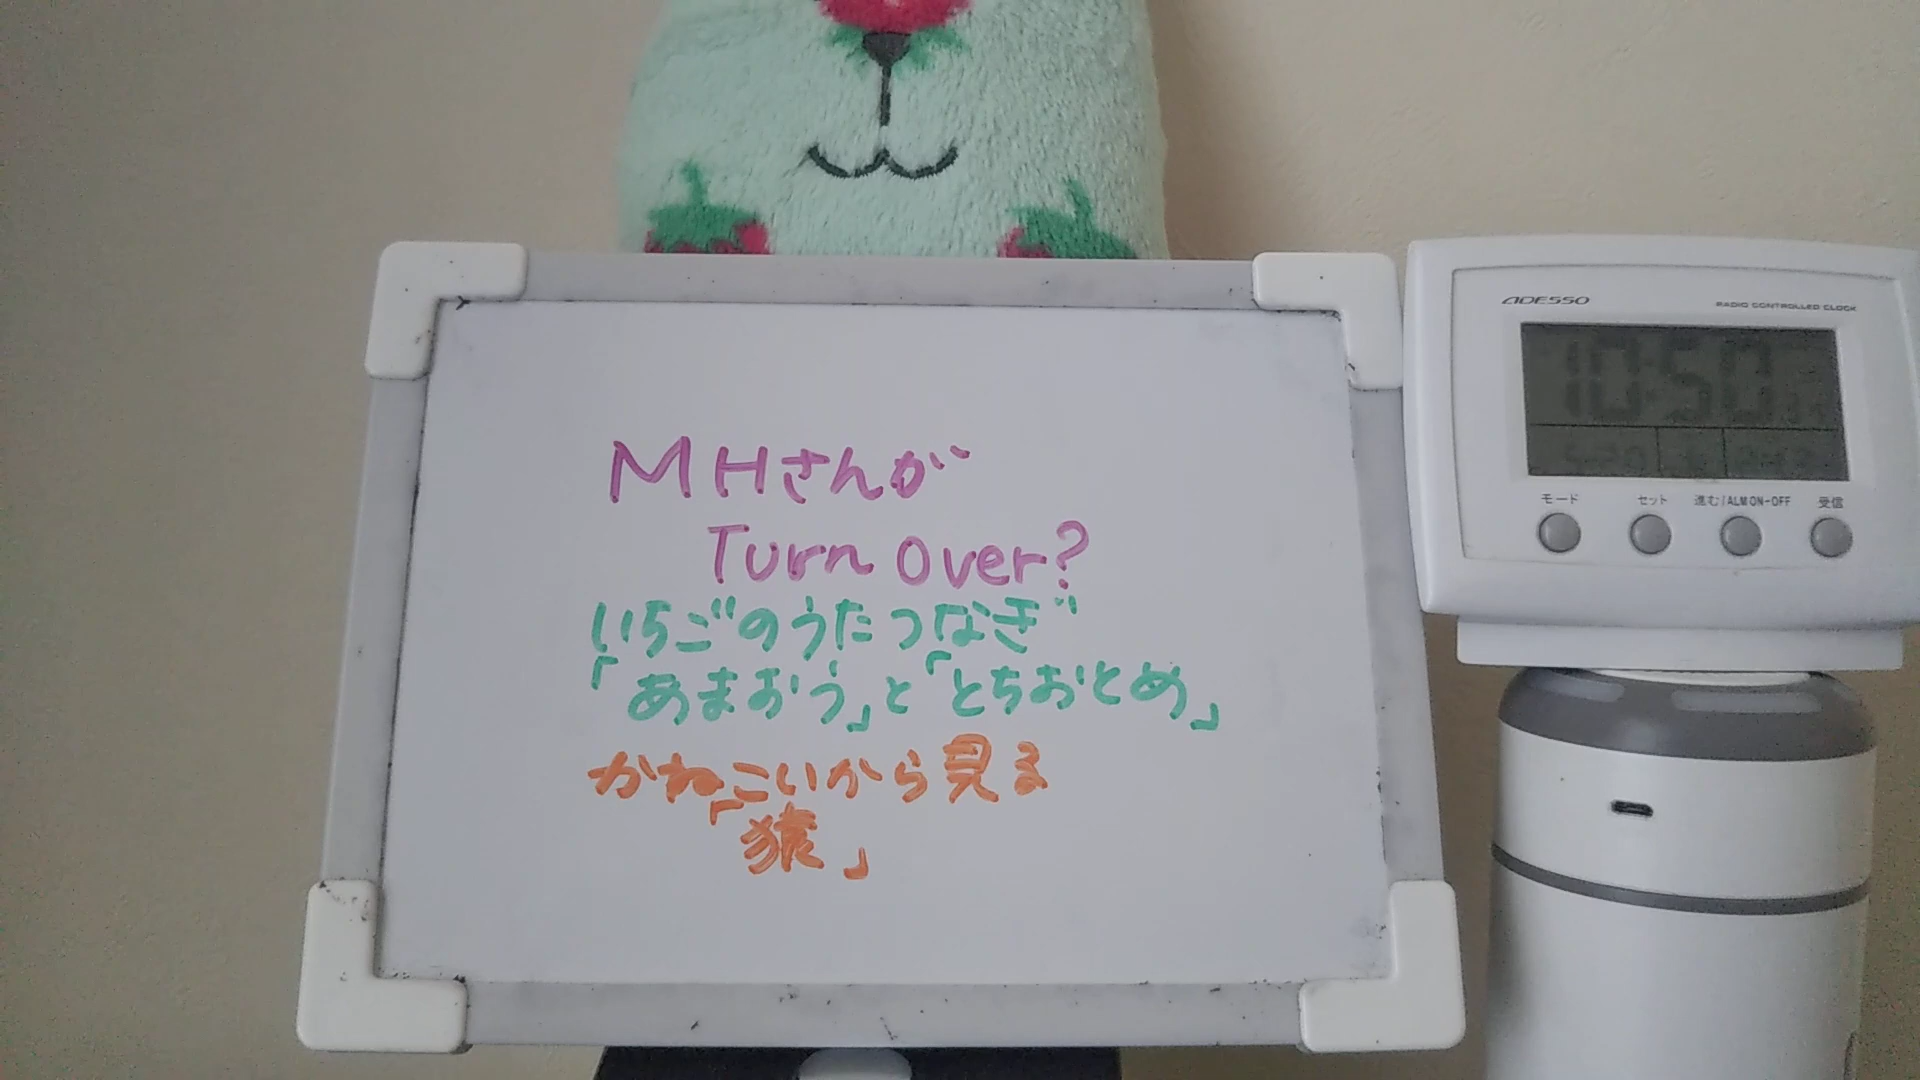 MHさんが
Turn over?
いちごのうたつなぎ
「あまおう」と「とちおとめ」
かねこいから見る
「猿」
ADESSO
RADIO CONTROLLED CLOCK
10:50
モード セット 進む/ALM ON-OFF 受信